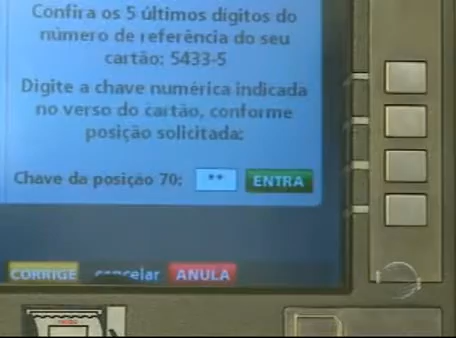 Confira os 5 últimos dígitos do
número de referência do seu
cartão: 5433-5
Digite a chave numérica indicada
no verso do cartão, conforme
posição solicitada:
Chave da posição 70: ** ENTRA
CORRIGE cancelar ANULA